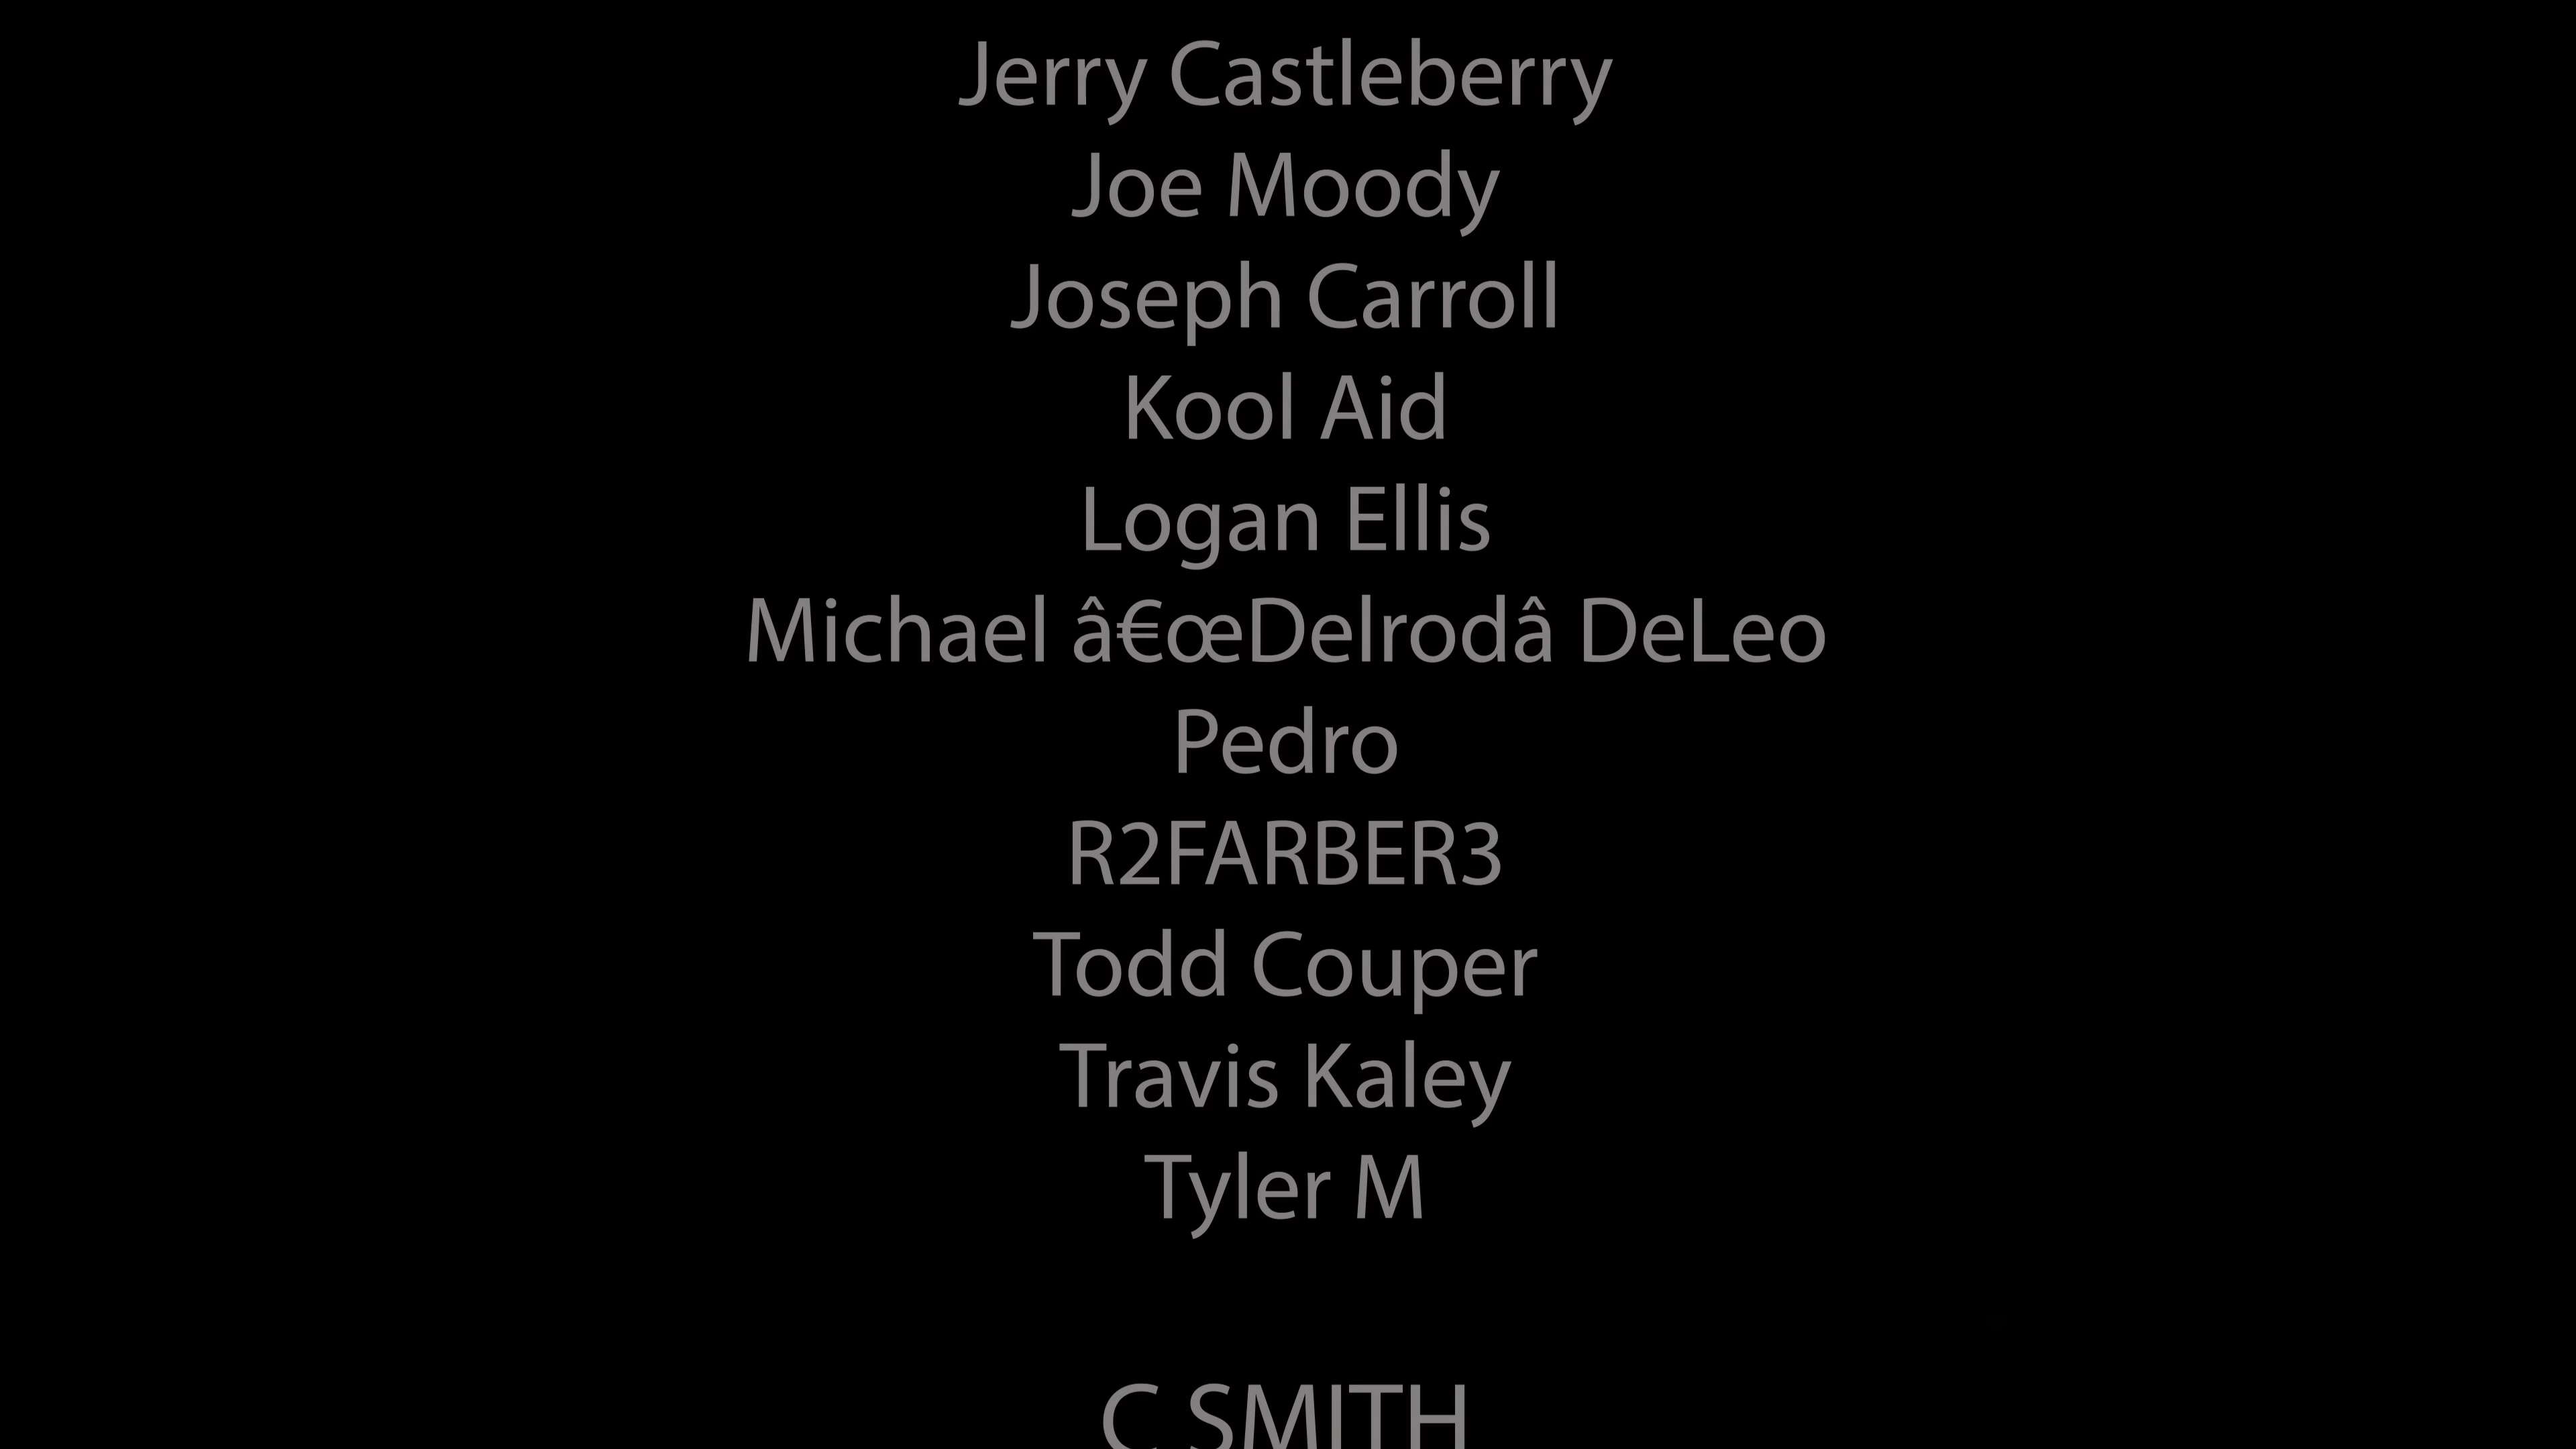 Jerry Castleberry
Joe Moody
Joseph Carroll
Kool Aid
Logan Ellis
Michael â€œDelrodâ DeLeo
Pedro
R2FARBER3
Todd Couper
Travis Kaley
Tyler M
C SMITH